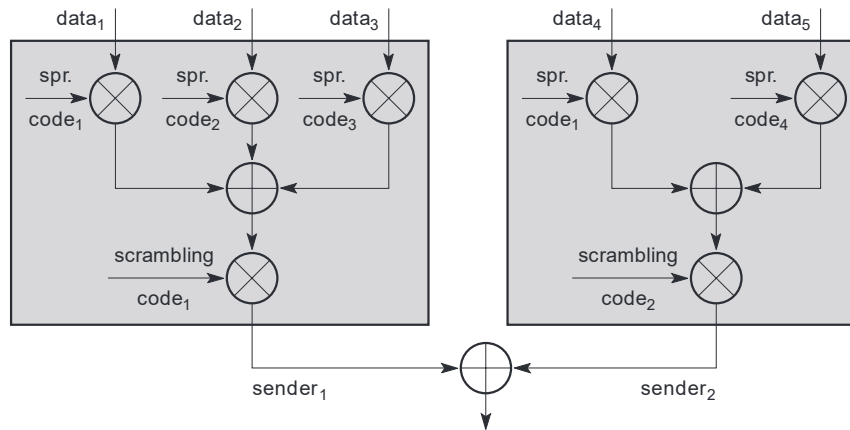 data₁ data₂ data₃ data₄ data₅
spr. spr. spr. spr. spr.
code₁ code₂ code₃ code₁ code₄
scrambling scrambling
code₁ code₂
sender₁ sender₂